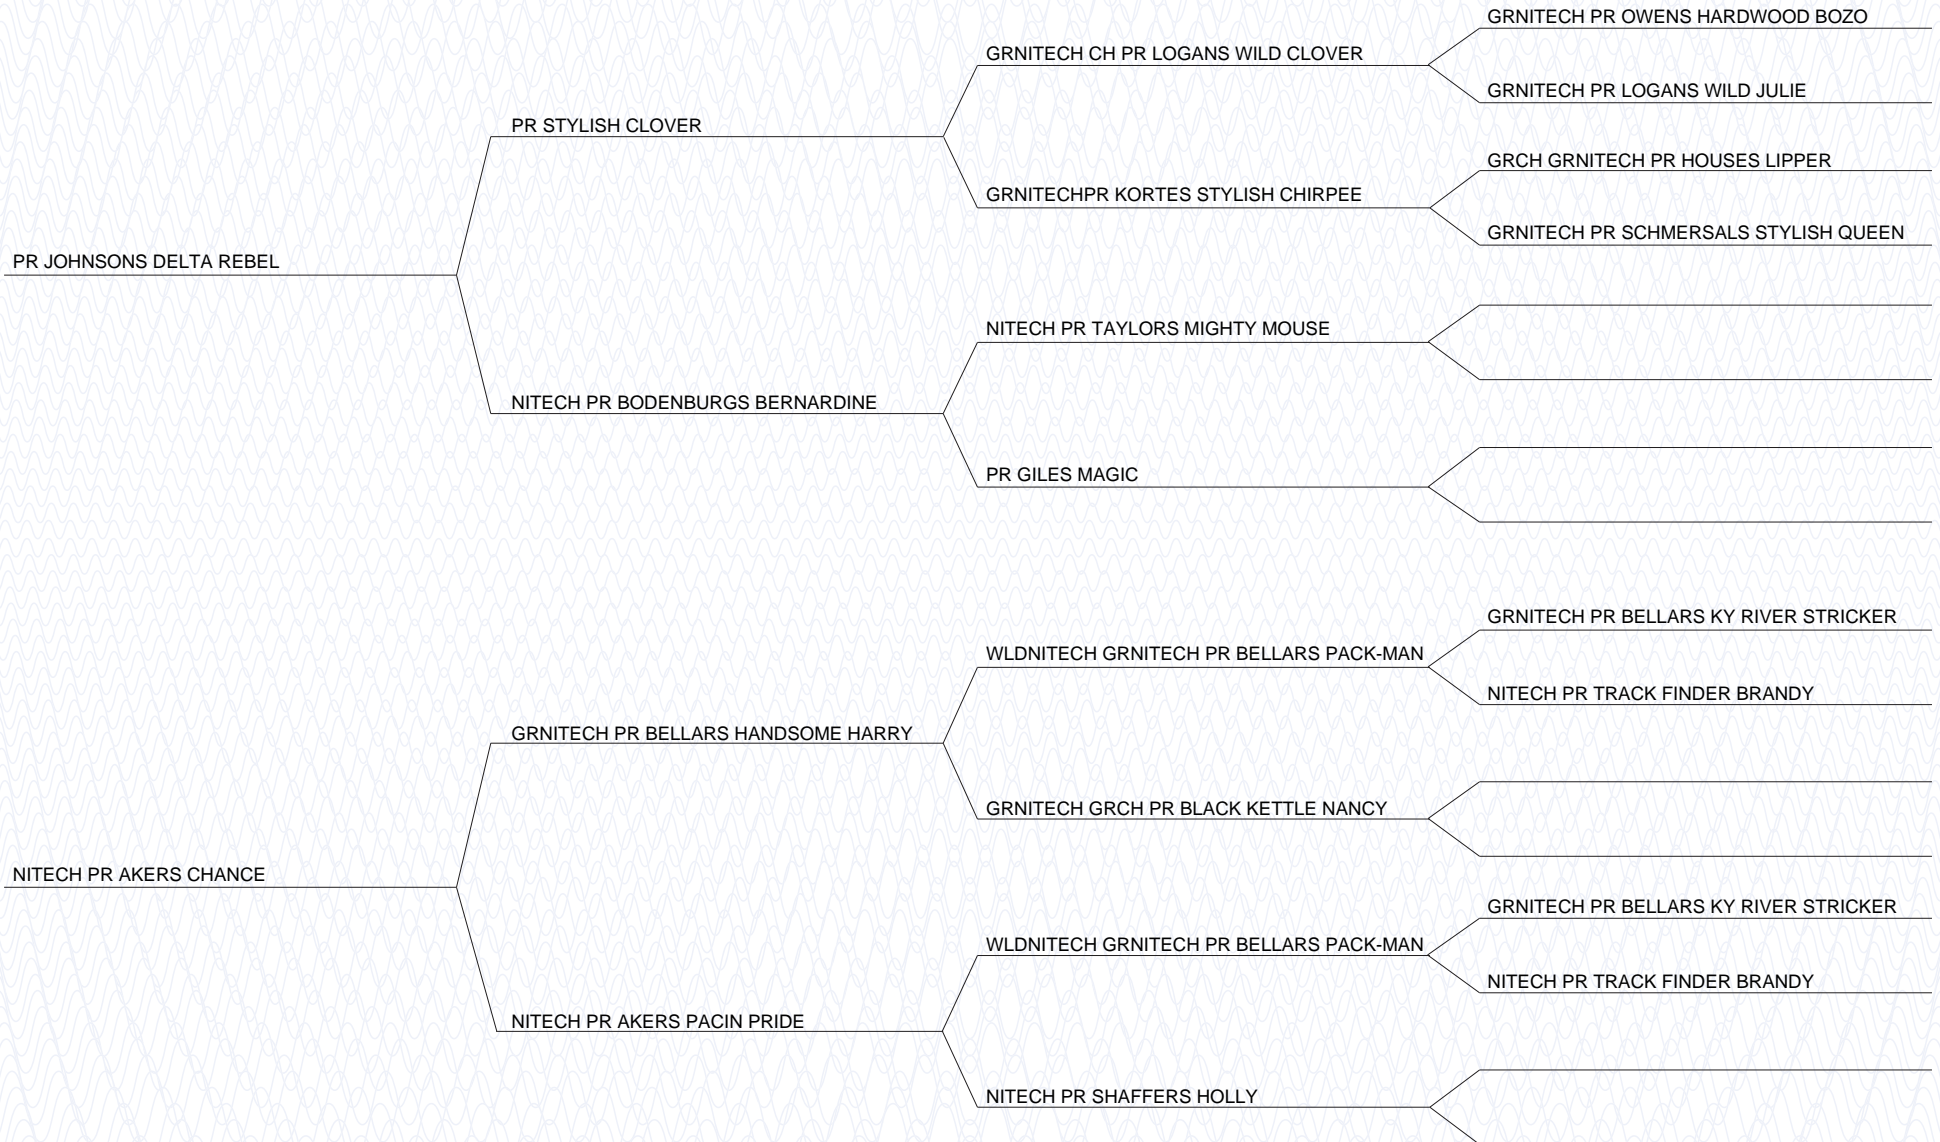 GRNITECH PR OWENS HARDWOOD BOZO
GRNITECH CH PR LOGANS WILD CLOVER
GRNITECH PR LOGANS WILD JULIE
PR STYLISH CLOVER
GRCH GRNITECH PR HOUSES LIPPER
GRNITECHPR KORTES STYLISH CHIRPEE
GRNITECH PR SCHMERSALS STYLISH QUEEN
PR JOHNSONS DELTA REBEL
NITECH PR TAYLORS MIGHTY MOUSE
NITECH PR BODENBURGS BERNARDINE
PR GILES MAGIC
GRNITECH PR BELLARS KY RIVER STRICKER
WLDNITECH GRNITECH PR BELLARS PACK-MAN
NITECH PR TRACK FINDER BRANDY
GRNITECH PR BELLARS HANDSOME HARRY
GRNITECH GRCH PR BLACK KETTLE NANCY
NITECH PR AKERS CHANCE
GRNITECH PR BELLARS KY RIVER STRICKER
WLDNITECH GRNITECH PR BELLARS PACK-MAN
NITECH PR TRACK FINDER BRANDY
NITECH PR AKERS PACIN PRIDE
NITECH PR SHAFFERS HOLLY